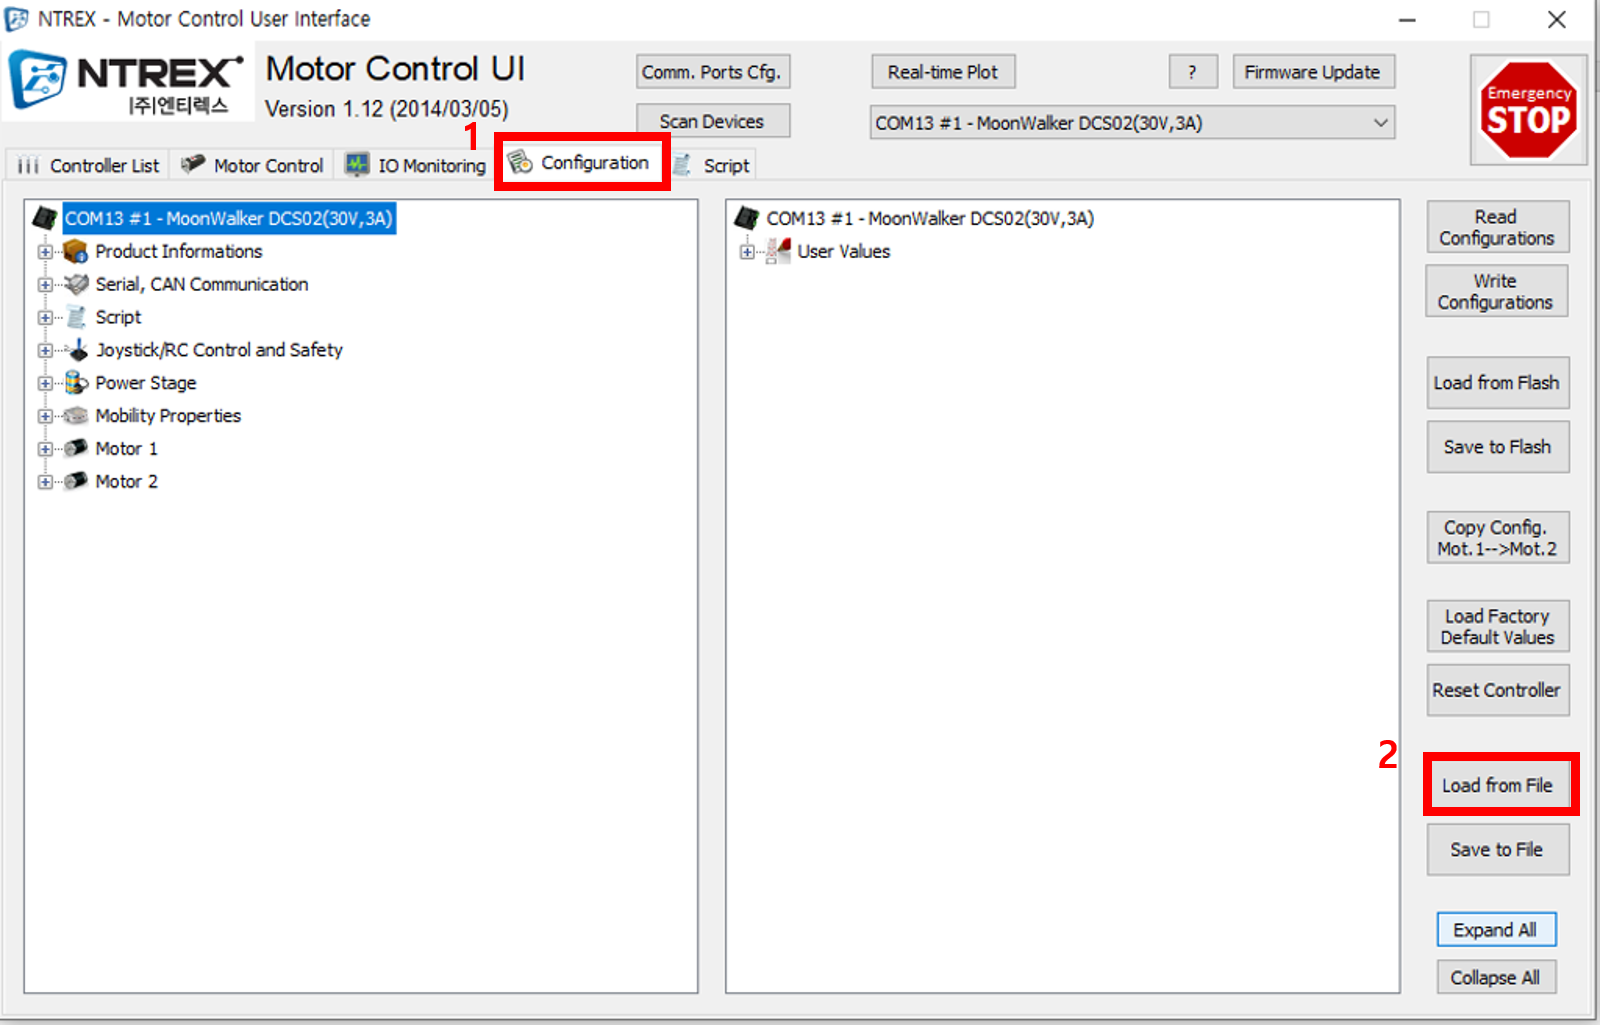 NTREX - Motor Control User Interface
NTREX
|주|엔티렉스
Motor Control UI
Version 1.12 (2014/03/05)
Comm. Ports Cfg.
Real-time Plot
?
Firmware Update
Scan Devices
COM13 #1 - MoonWalker DCS02(30V,3A)
Emergency
STOP
1
Controller List
Motor Control
IO Monitoring
Configuration
Script
COM13 #1 - MoonWalker DCS02(30V,3A)
Product Informations
Serial, CAN Communication
Script
Joystick/RC Control and Safety
Power Stage
Mobility Properties
Motor 1
Motor 2
COM13 #1 - MoonWalker DCS02(30V,3A)
User Values
Read
Configurations
Write
Configurations
Load from Flash
Save to Flash
Copy Config.
Mot.1-->Mot.2
Load Factory
Default Values
Reset Controller
2
Load from File
Save to File
Expand All
Collapse All